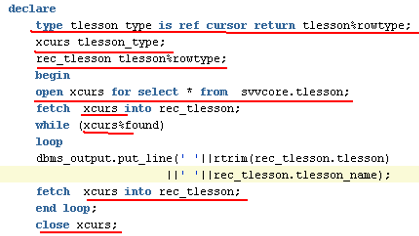 declare
type tlesson_type is ref cursor return tlesson%rowtype;
xcurs tlesson_type;
rec_tlesson tlesson%rowtype;
begin
open xcurs for select * from svvcore.tlesson;
fetch xcurs into rec_tlesson;
while (xcurs%found)
loop
dbms_output.put_line(' '||rtrim(rec_tlesson.tlesson)
||' '||rec_tlesson.tlesson_name);
fetch xcurs into rec_tlesson;
end loop;
close xcurs;